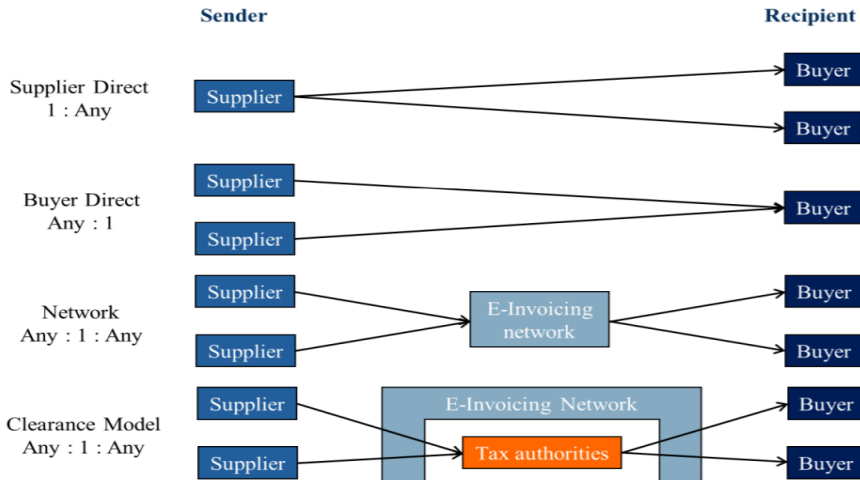 Sender
Recipient
Supplier Direct
1 : Any
Supplier
Buyer
Buyer
Buyer Direct
Any : 1
Supplier
Supplier
Buyer
Network
Any : 1 : Any
Supplier
Supplier
E-Invoicing
network
Buyer
Buyer
Clearance Model
Any : 1 : Any
Supplier
Supplier
E-Invoicing Network
Tax authorities
Buyer
Buyer